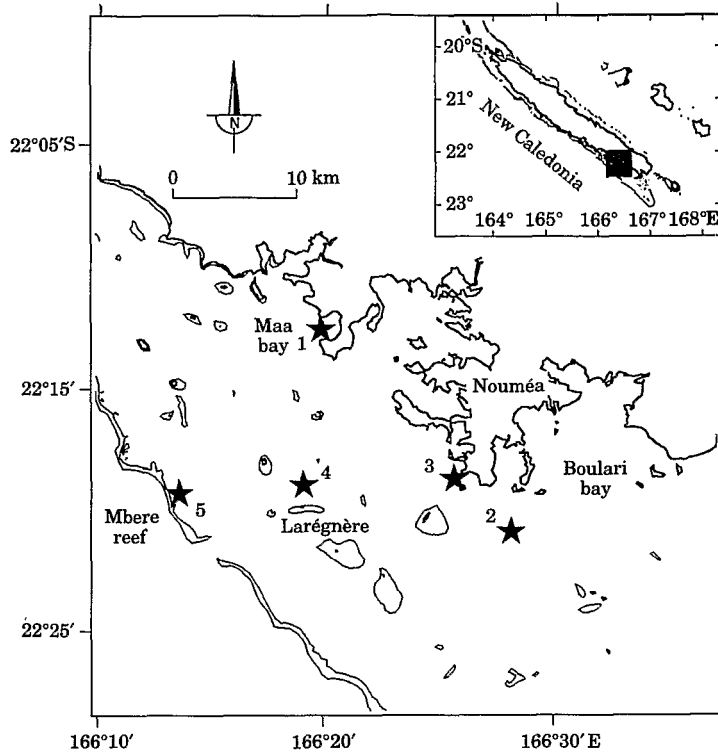 20°S
21°
22°
23°
New Caledonia
164° 165° 166° 167° 168°E
N
0 10 km
22°05′S
22°15′
22°25′
Maa
bay 1
Nouméa
Boulari
bay
3
4
2
5
Larégnère
Mbere
reef
166°10′ 166°20′ 166°30′E